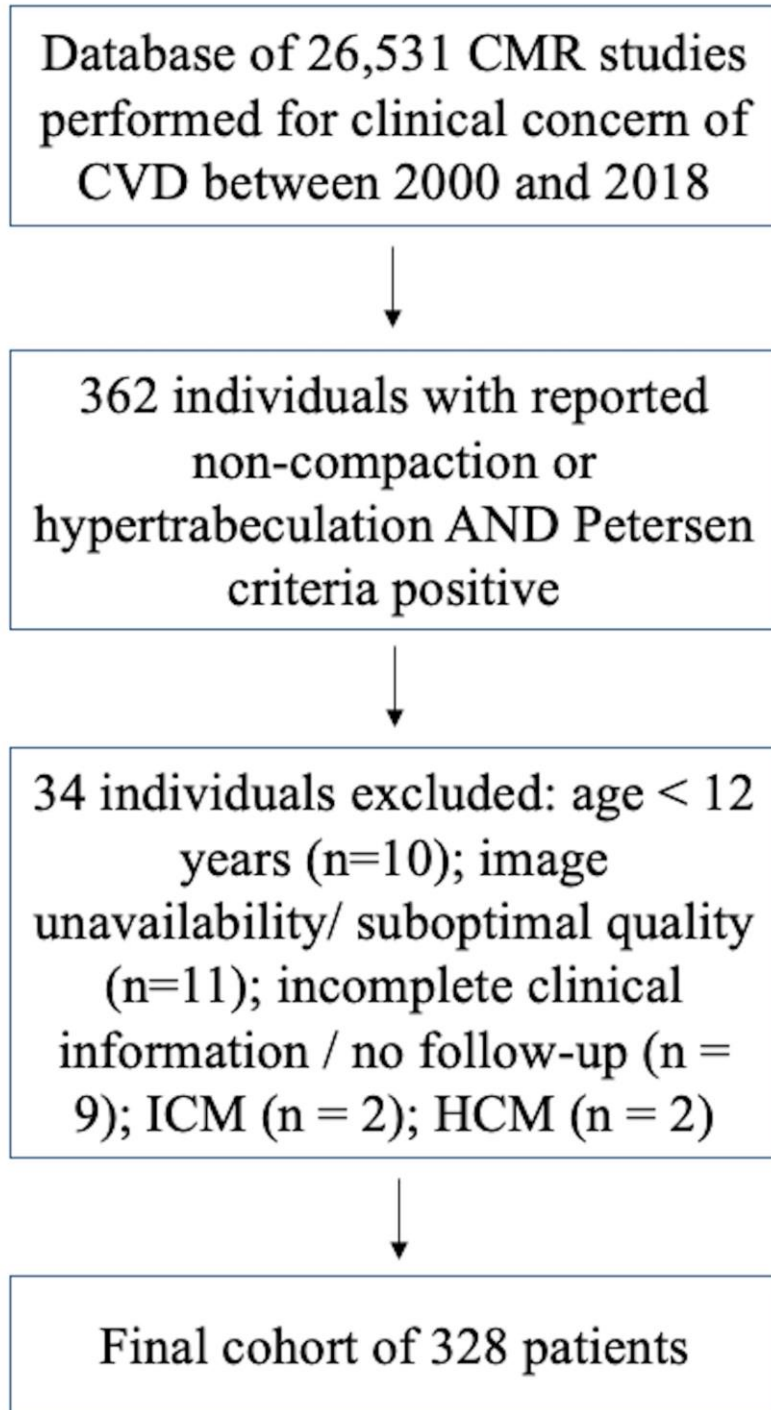 Database of 26,531 CMR studies
performed for clinical concern of
CVD between 2000 and 2018
362 individuals with reported
non-compaction or
hypertrabeculation AND Petersen
criteria positive
34 individuals excluded: age < 12
years (n=10); image
unavailability/ suboptimal quality
(n=11); incomplete clinical
information / no follow-up (n =
9); ICM (n = 2); HCM (n = 2)
Final cohort of 328 patients